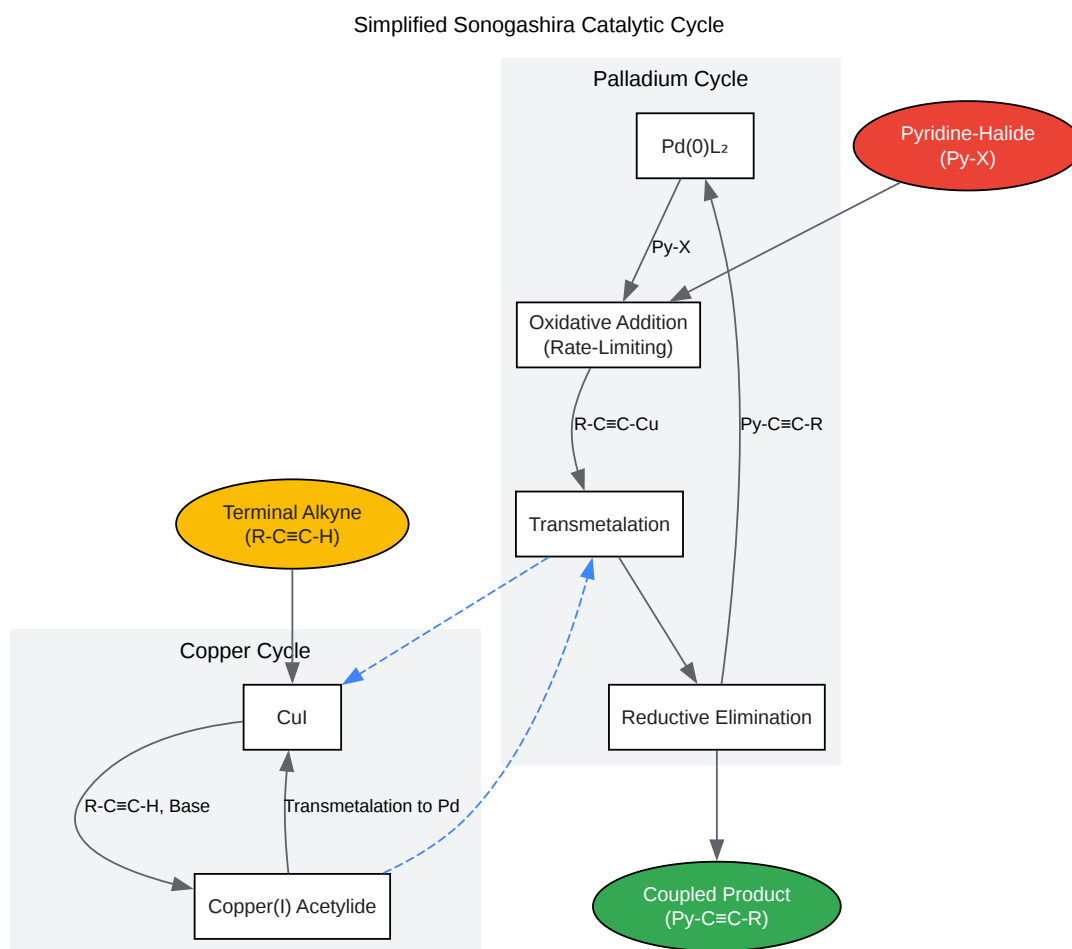 Simplified Sonogashira Catalytic Cycle
Palladium Cycle
Pd(0)L₂
Pyridine-Halide
(Py-X)
Py-X
Oxidative Addition
(Rate-Limiting)
R-C≡C-Cu
Py-C≡C-R
Terminal Alkyne
(R-C≡C-H)
Transmetalation
Copper Cycle
CuI
Reductive Elimination
R-C≡C-H, Base
Transmetalation to Pd
Copper(I) Acetylide
Coupled Product
(Py-C≡C-R)